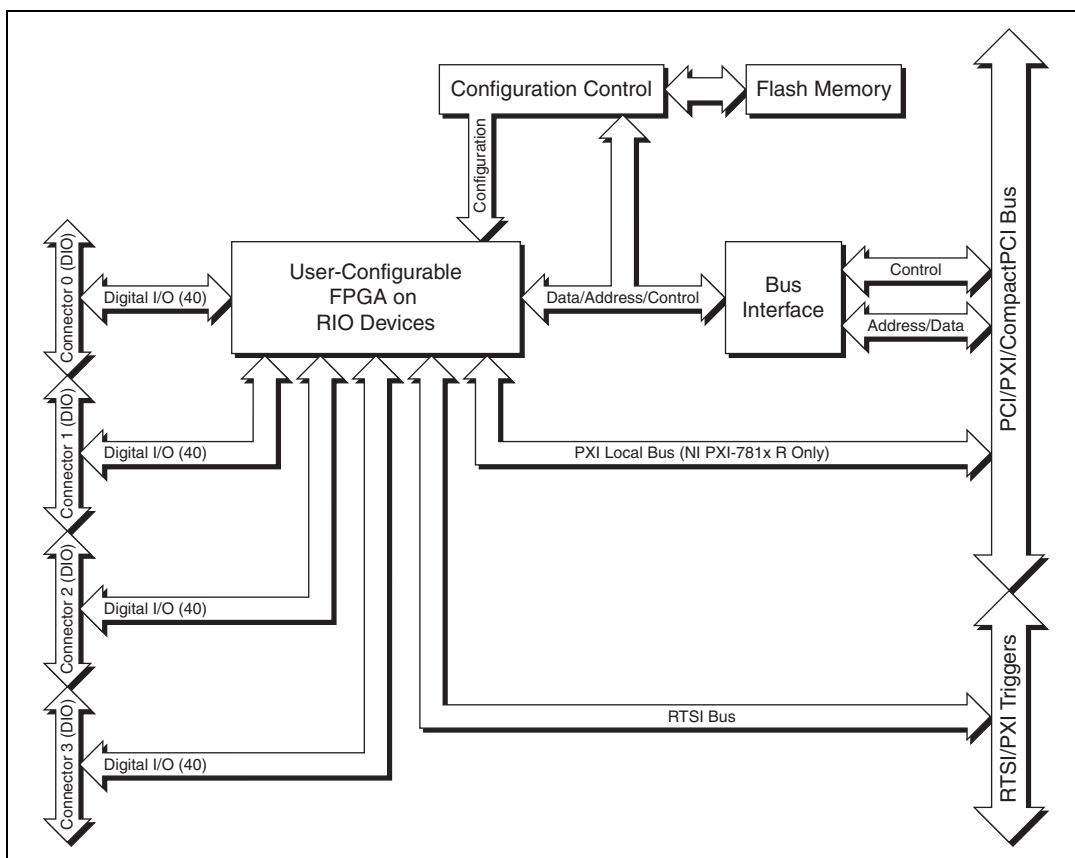 Configuration Control
Flash Memory
Configuration
User-Configurable
FPGA on
RIO Devices
Data/Address/Control
Bus
Interface
Control
Address/Data
PCI/PXI/CompactPCI Bus
Connector 0 (DIO)
Digital I/O (40)
Connector 1 (DIO)
Digital I/O (40)
PXI Local Bus (NI PXI-781x R Only)
Connector 2 (DIO)
Digital I/O (40)
Connector 3 (DIO)
Digital I/O (40)
RTSI Bus
RTSI/PXI Triggers